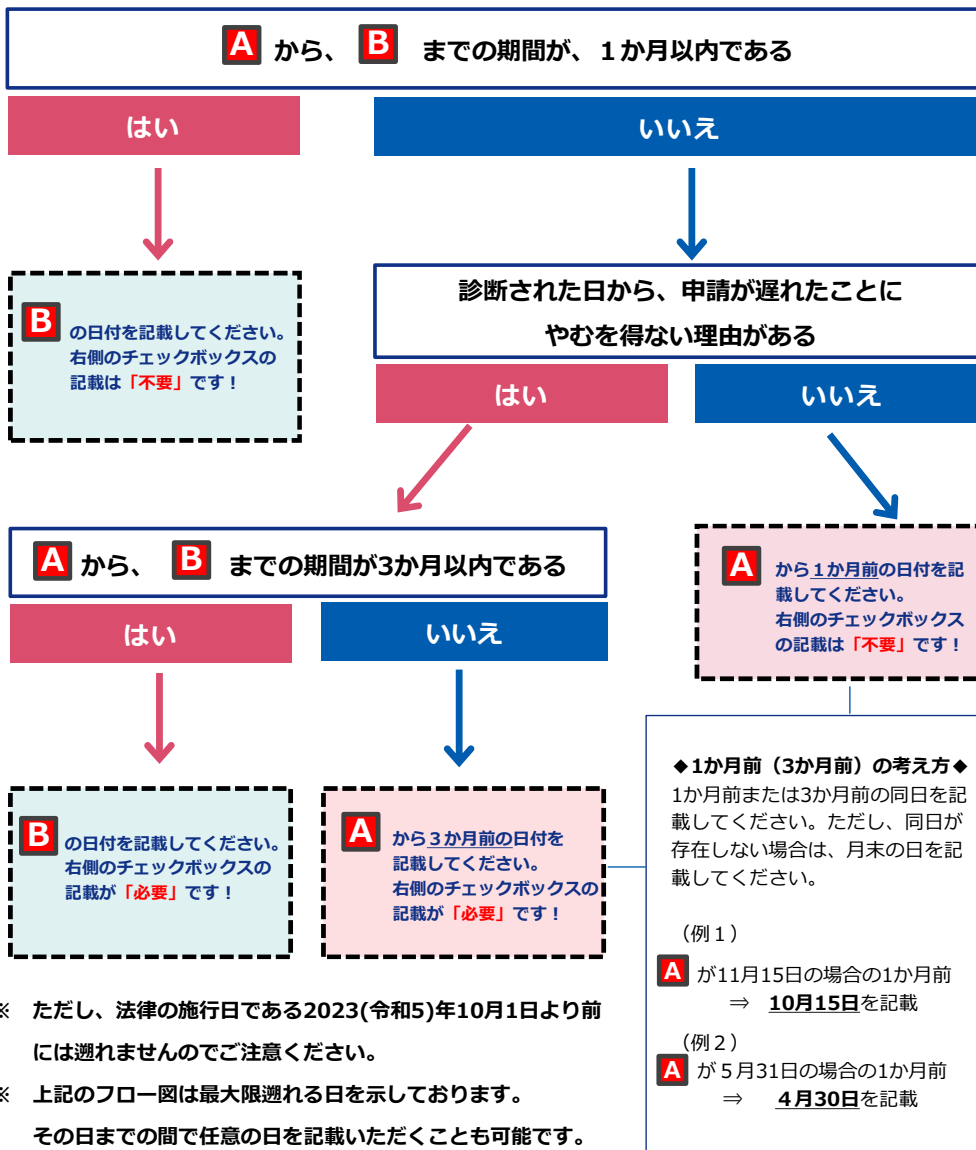 A から、 B までの期間が、１か月以内である
はい
いいえ
B の日付を記載してください。
右側のチェックボックスの
記載は「不要」です！
診断された日から、申請が遅れたことに
やむを得ない理由がある
はい
いいえ
A から、 B までの期間が3か月以内である
はい
いいえ
A から１か月前の日付を記
載してください。
右側のチェックボックス
の記載は「不要」です！
B の日付を記載してください。
右側のチェックボックスの
記載が「必要」です！
A から３か月前の日付を
記載してください。
右側のチェックボックスの
記載が「必要」です！
◆1か月前（3か月前）の考え方◆
1か月前または3か月前の同日を記
載してください。ただし、同日が
存在しない場合は、月末の日を記
載してください。
（例１）
A が11月15日の場合の1か月前
⇒ 10月15日を記載
（例２）
A が５月31日の場合の1か月前
⇒ ４月30日を記載
※ ただし、法律の施行日である2023(令和5)年10月1日より前
には遡れませんのでご注意ください。
※ 上記のフロー図は最大限遡れる日を示しております。
その日までの間で任意の日を記載いただくことも可能です。